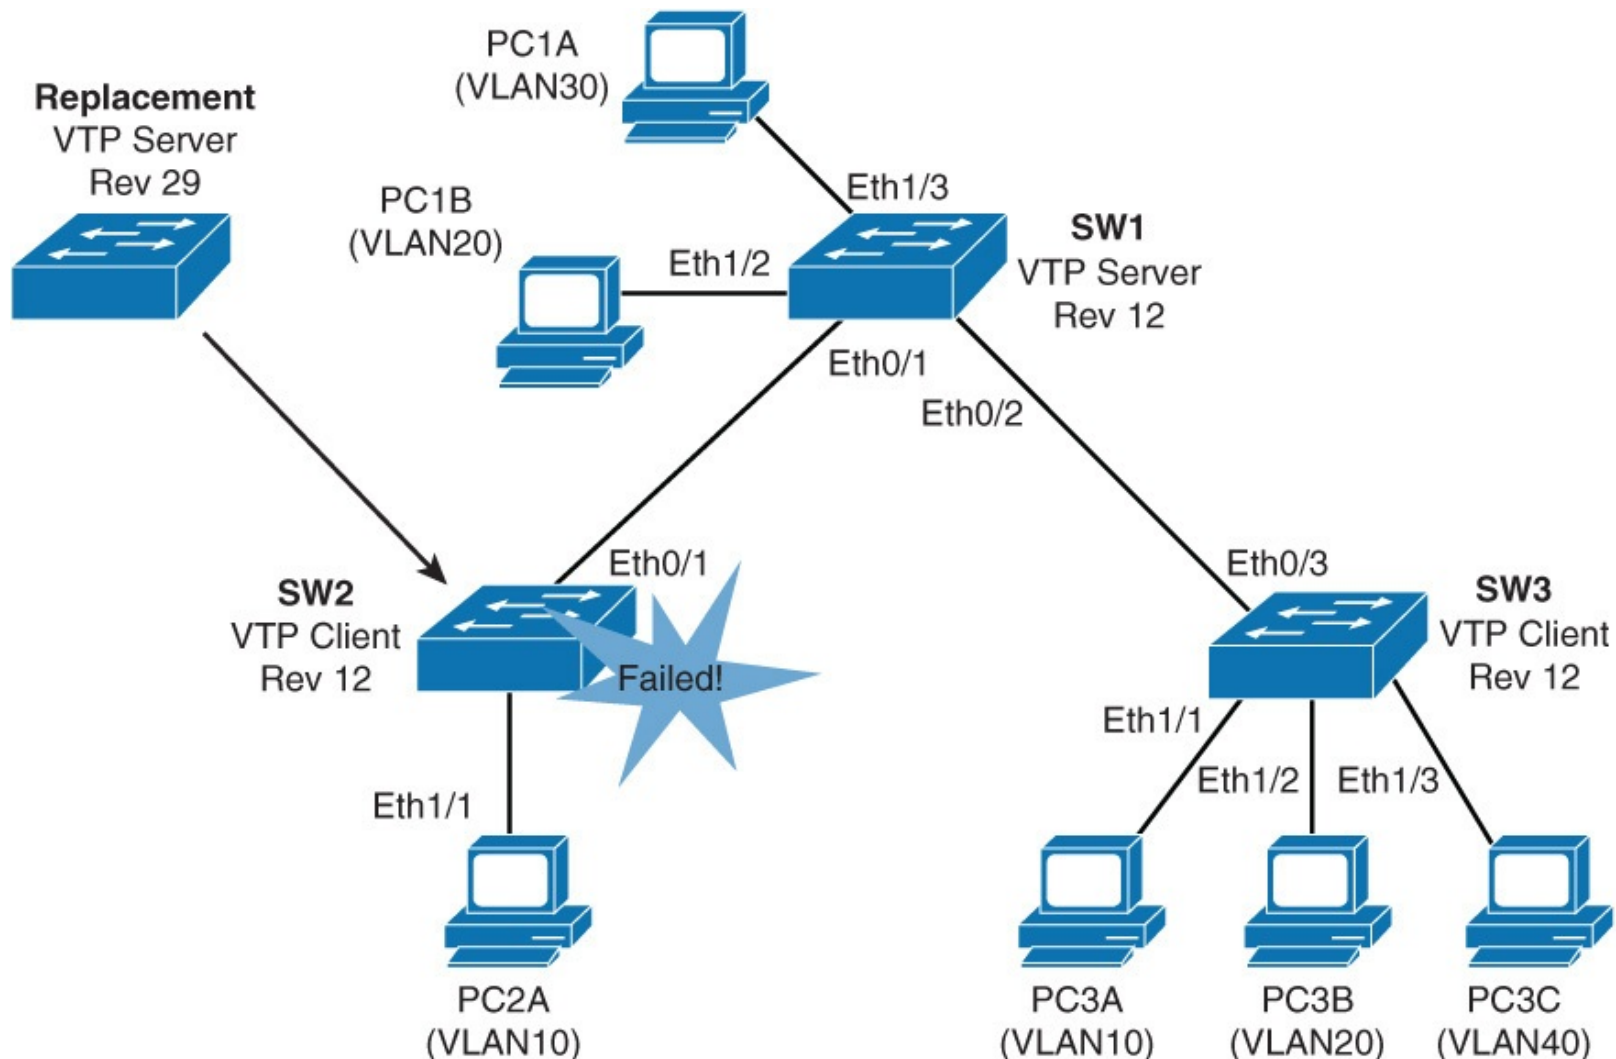 PC1A
(VLAN30)
Replacement
VTP Server
Rev 29
PC1B
(VLAN20)
Eth1/3
Eth1/2
SW1
VTP Server
Rev 12
Eth0/1
Eth0/2
Eth0/1
SW2
VTP Client
Rev 12
Failed!
Eth0/3
SW3
VTP Client
Rev 12
Eth1/1
Eth1/1
Eth1/2
Eth1/3
PC2A
(VLAN10)
PC3A
(VLAN10)
PC3B
(VLAN20)
PC3C
(VLAN40)